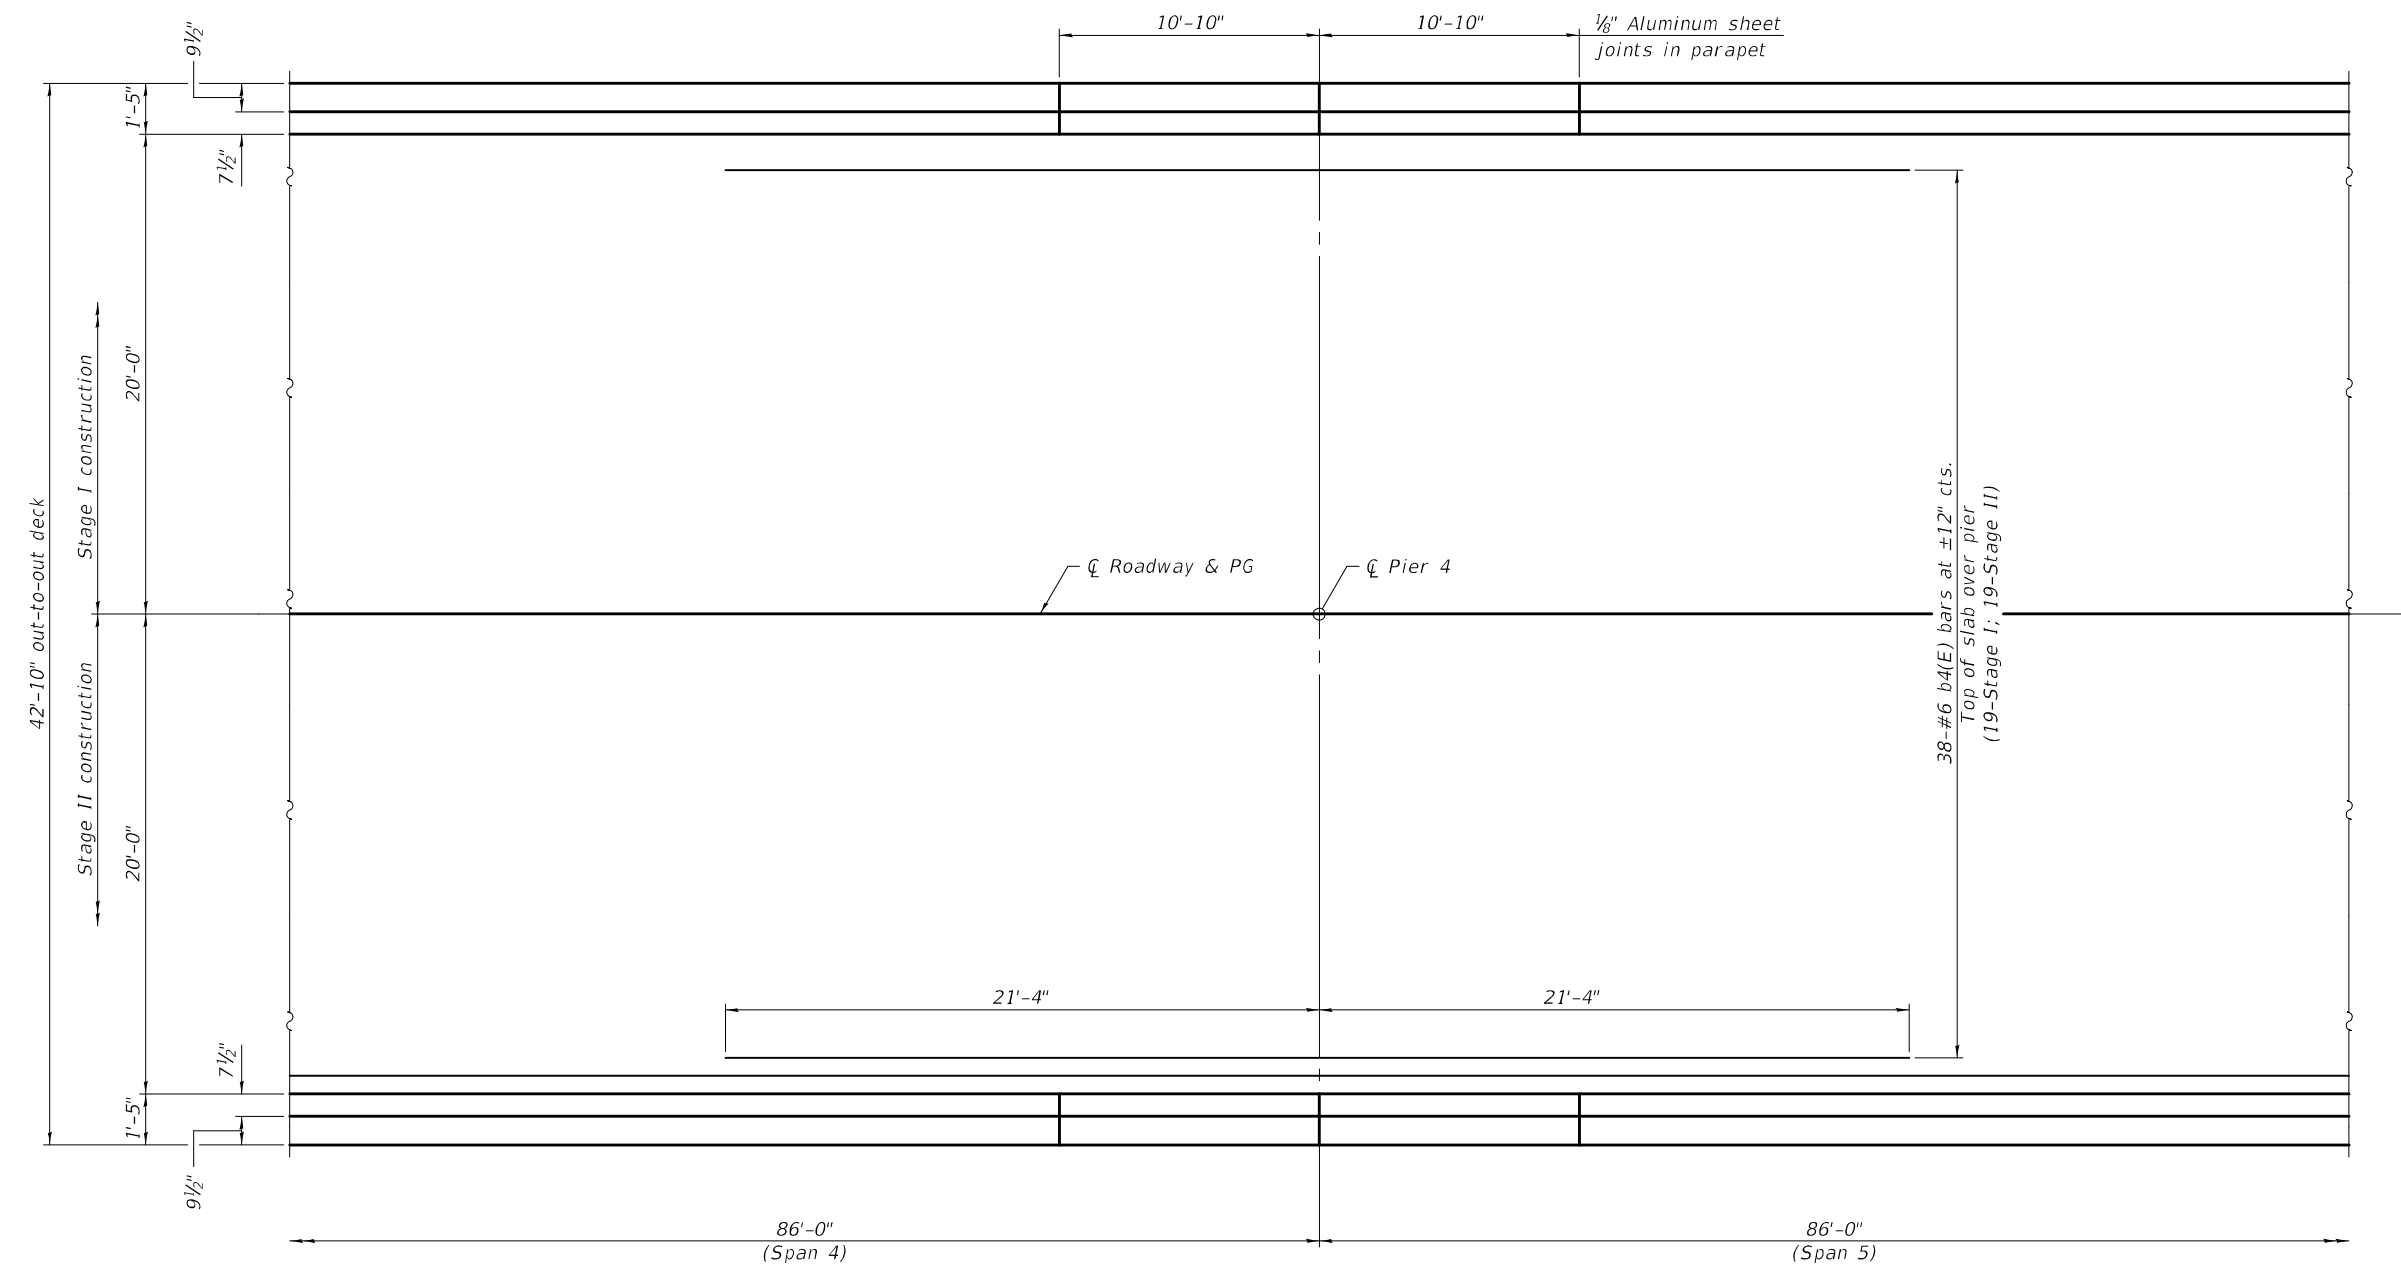 10'-10"
10'-10"
⅛" Aluminum sheet
joints in parapet
9½"
1'-5"
7½"
20'-0"
Stage I construction
42'-10" out-to-out deck
℄ Roadway & PG
℄ Pier 4
38-#6 b4(E) bars at ±12" cts.
Top of slab over pier
(19-Stage I; 19-Stage II)
Stage II construction
20'-0"
21'-4"
21'-4"
7½"
1'-5"
9½"
86'-0"
(Span 4)
86'-0"
(Span 5)